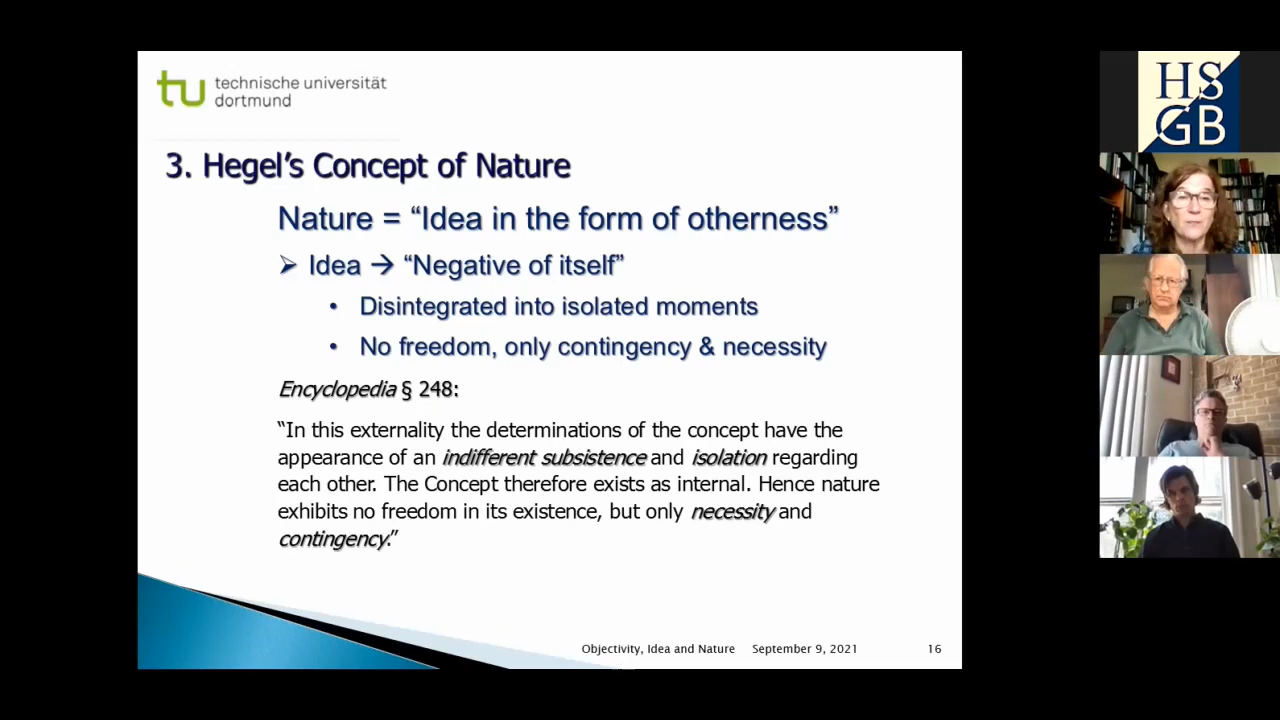 tu technische universität
dortmund
3. Hegel's Concept of Nature
Nature = “Idea in the form of otherness”
➢ Idea → “Negative of itself”
• Disintegrated into isolated moments
• No freedom, only contingency & necessity
Encyclopedia § 248:
“In this externality the determinations of the concept have the
appearance of an indifferent subsistence and isolation regarding
each other. The Concept therefore exists as internal. Hence nature
exhibits no freedom in its existence, but only necessity and
contingency.”
Objectivity, Idea and Nature September 9, 2021 16
HS
GB